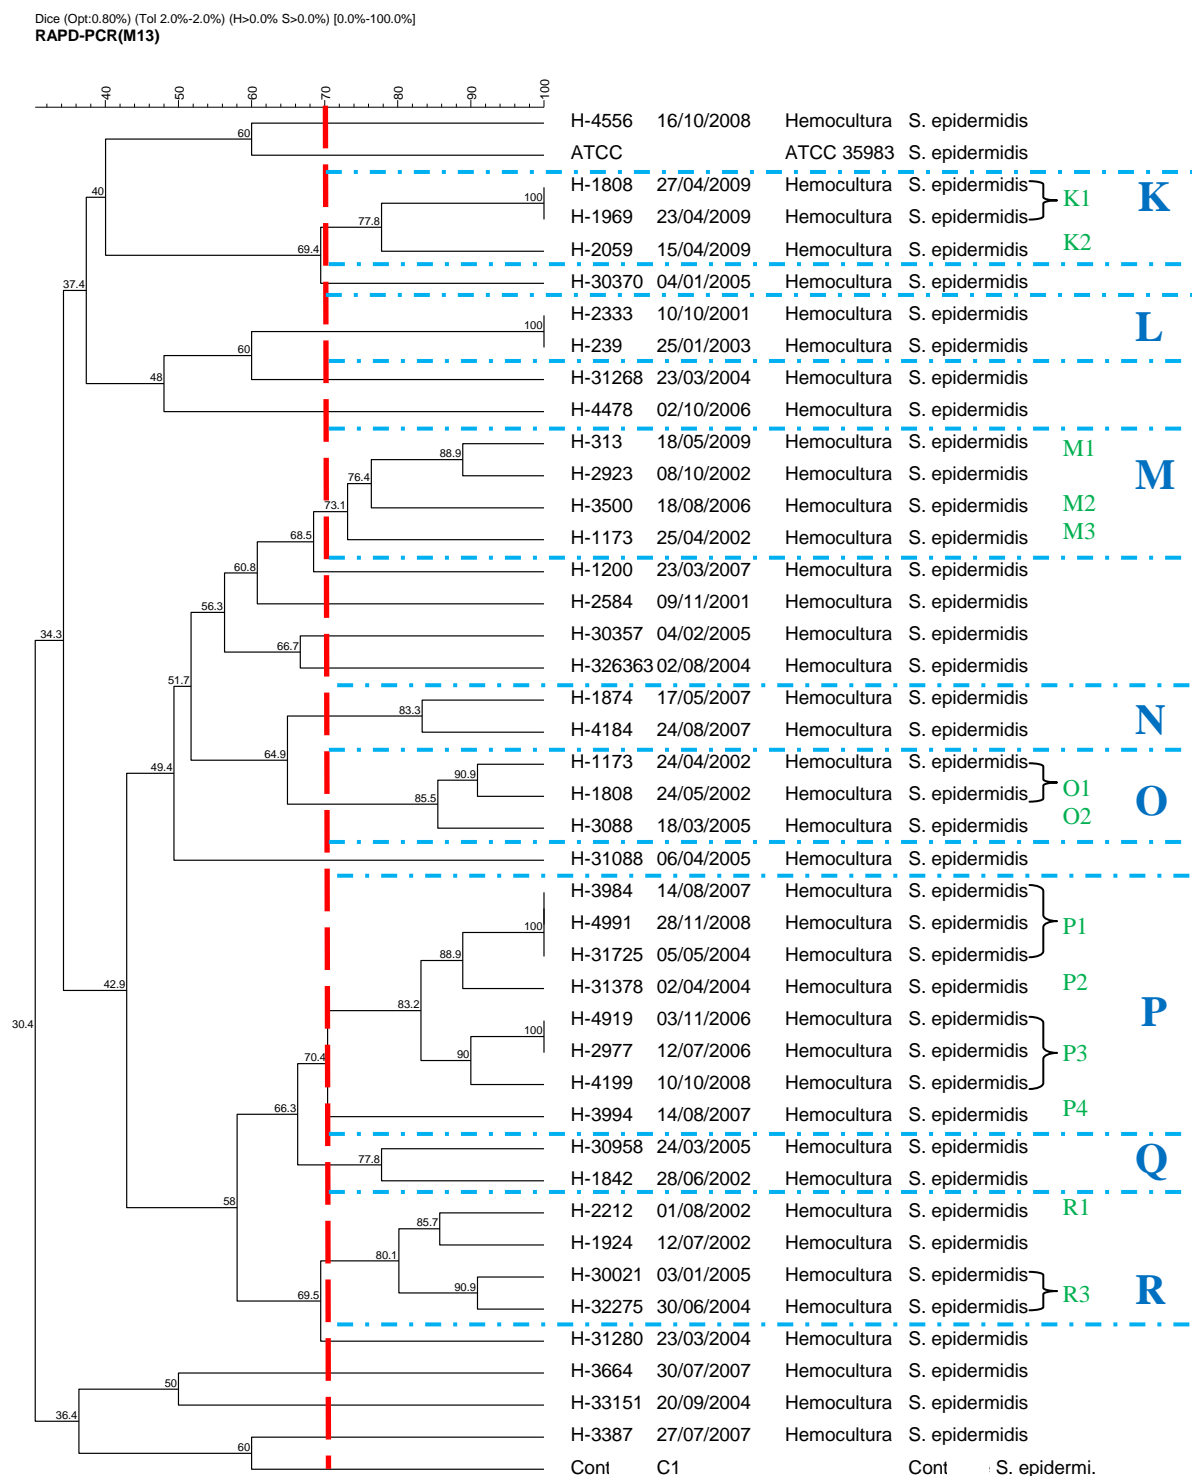 Dice (Opt:0.80%) (Tol 2.0%-2.0%) (H>0.0% S>0.0%) [0.0%-100.0%]
RAPD-PCR(M13)
40 50 60 70 80 90 100
60 H-4556 16/10/2008 Hemocultura S. epidermidis
ATCC ATCC 35983 S. epidermidis
40 100 H-1808 27/04/2009 Hemocultura S. epidermidis K1 K
77.8 H-1969 23/04/2009 Hemocultura S. epidermidis
69.4 H-2059 15/04/2009 Hemocultura S. epidermidis K2
37.4 H-30370 04/01/2005 Hemocultura S. epidermidis
100 H-2333 10/10/2001 Hemocultura S. epidermidis L
60 H-239 25/01/2003 Hemocultura S. epidermidis
48 H-31268 23/03/2004 Hemocultura S. epidermidis
H-4478 02/10/2006 Hemocultura S. epidermidis
88.9 H-313 18/05/2009 Hemocultura S. epidermidis M1
76.4 H-2923 08/10/2002 Hemocultura S. epidermidis M
73.1 H-3500 18/08/2006 Hemocultura S. epidermidis M2
68.5 H-1173 25/04/2002 Hemocultura S. epidermidis M3
60.8 H-1200 23/03/2007 Hemocultura S. epidermidis
56.3 H-2584 09/11/2001 Hemocultura S. epidermidis
34.3 66.7 H-30357 04/02/2005 Hemocultura S. epidermidis
H-326363 02/08/2004 Hemocultura S. epidermidis
51.7 83.3 H-1874 17/05/2007 Hemocultura S. epidermidis
H-4184 24/08/2007 Hemocultura S. epidermidis N
49.4 64.9 90.9 H-1173 24/04/2002 Hemocultura S. epidermidis
85.5 H-1808 24/05/2002 Hemocultura S. epidermidis O1 O
H-3088 18/03/2005 Hemocultura S. epidermidis O2
H-31088 06/04/2005 Hemocultura S. epidermidis
H-3984 14/08/2007 Hemocultura S. epidermidis
100 H-4991 28/11/2008 Hemocultura S. epidermidis P1
88.9 H-31725 05/05/2004 Hemocultura S. epidermidis
42.9 83.2 H-31378 02/04/2004 Hemocultura S. epidermidis P2
30.4 100 H-4919 03/11/2006 Hemocultura S. epidermidis P
70.4 90 H-2977 12/07/2006 Hemocultura S. epidermidis P3
H-4199 10/10/2008 Hemocultura S. epidermidis
66.3 H-3994 14/08/2007 Hemocultura S. epidermidis P4
77.8 H-30958 24/03/2005 Hemocultura S. epidermidis Q
H-1842 28/06/2002 Hemocultura S. epidermidis
58 85.7 H-2212 01/08/2002 Hemocultura S. epidermidis R1
80.1 H-1924 12/07/2002 Hemocultura S. epidermidis
90.9 H-30021 03/01/2005 Hemocultura S. epidermidis R3 R
69.5 H-32275 30/06/2004 Hemocultura S. epidermidis
H-31280 23/03/2004 Hemocultura S. epidermidis
50 H-3664 30/07/2007 Hemocultura S. epidermidis
36.4 H-33151 20/09/2004 Hemocultura S. epidermidis
60 H-3387 27/07/2007 Hemocultura S. epidermidis
Cont C1 Cont S. epidermi.